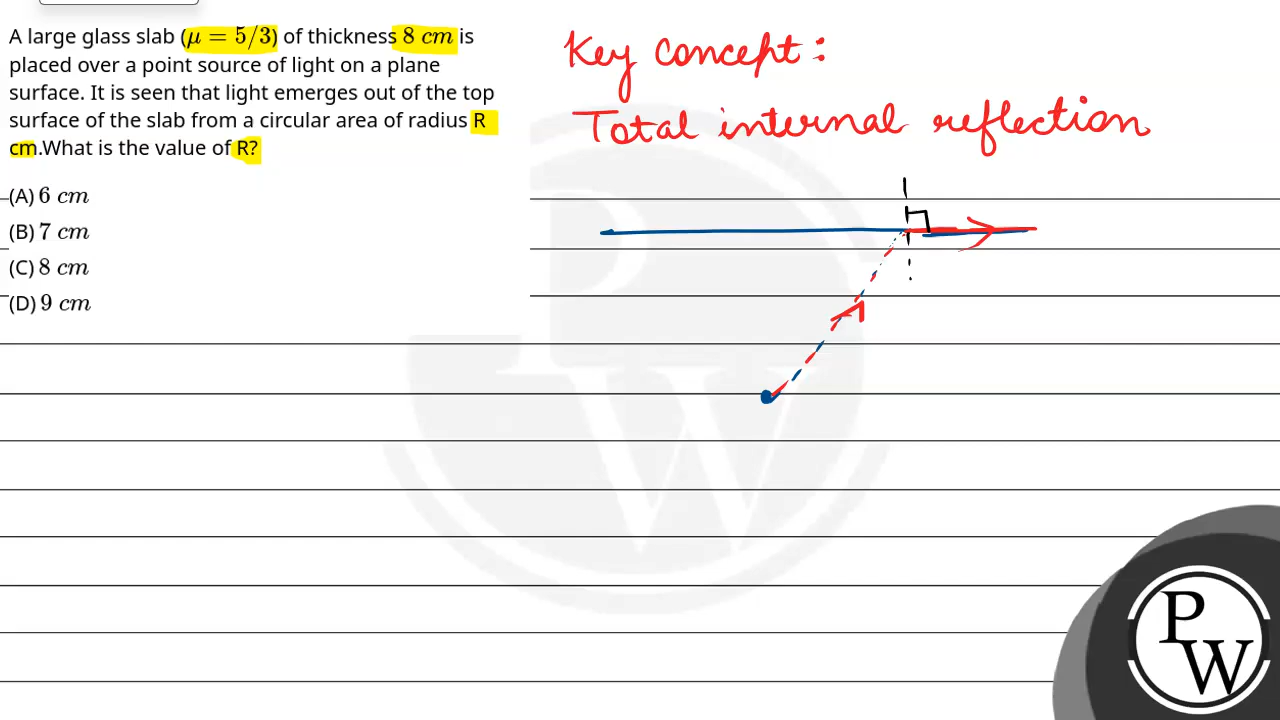 A large glass slab (μ = 5/3) of thickness 8 cm is
placed over a point source of light on a plane
surface. It is seen that light emerges out of the top
surface of the slab from a circular area of radius R
cm.What is the value of R?
(A) 6 cm
(B) 7 cm
(C) 8 cm
(D) 9 cm
Key concept:
Total internal reflection
PW
PW